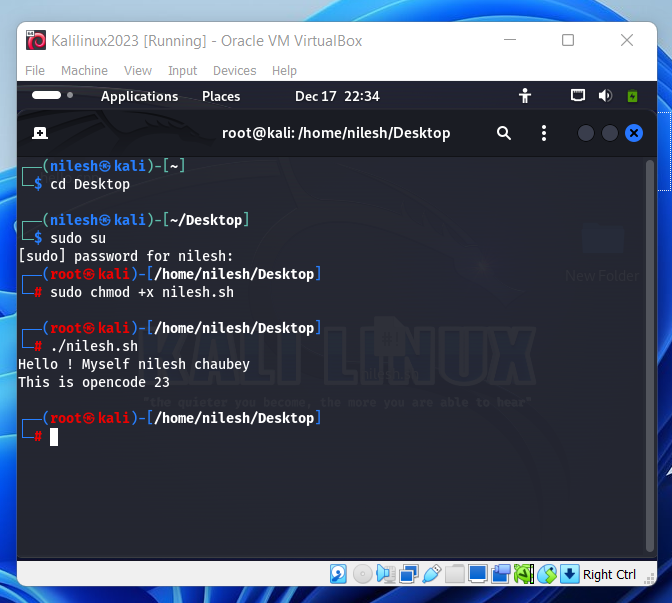 Kalilinux2023 [Running] - Oracle VM VirtualBox
File Machine View Input Devices Help
Applications Places Dec 17 22:34
root@kali: /home/nilesh/Desktop
┌──(nilesh㉿kali)-[~]
└─$ cd Desktop
┌──(nilesh㉿kali)-[~/Desktop]
└─$ sudo su
[sudo] password for nilesh:
┌──(root㉿kali)-[/home/nilesh/Desktop]
└─# sudo chmod +x nilesh.sh
┌──(root㉿kali)-[/home/nilesh/Desktop]
└─# ./nilesh.sh
Hello ! Myself nilesh chaubey
This is opencode 23
┌──(root㉿kali)-[/home/nilesh/Desktop]
└─#
New Folder
KALI LINUX
nilesh
"the quieter you become, the more you are able to hear"
Right Ctrl